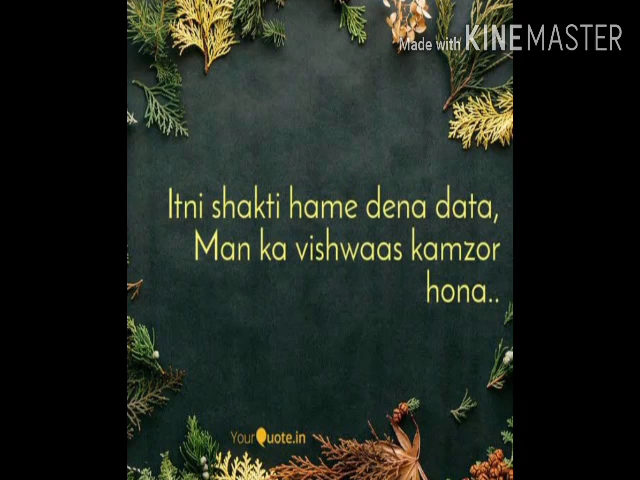 Made with KINEMASTER
Itni shakti hame dena data,
Man ka vishwaas kamzor
hona..
YourQuote.in